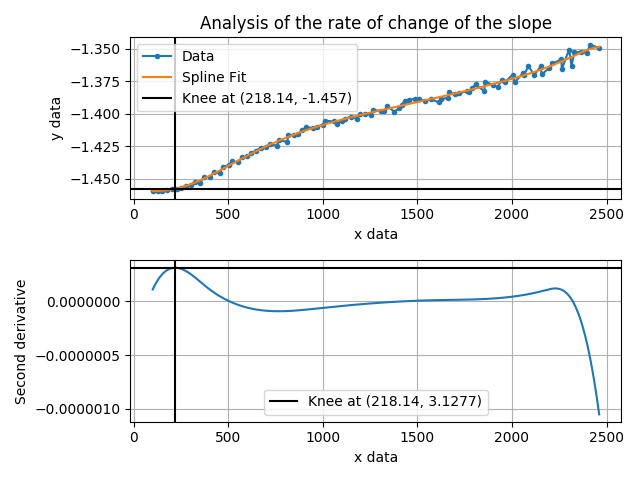 Analysis of the rate of change of the slope
−1.350
−1.375
−1.400
−1.425
−1.450
y data
Data
Spline Fit
Knee at (218.14, -1.457)
0 500 1000 1500 2000 2500
x data
0.0000000
−0.0000005
−0.0000010
Second derivative
Knee at (218.14, 3.1277)
0 500 1000 1500 2000 2500
x data